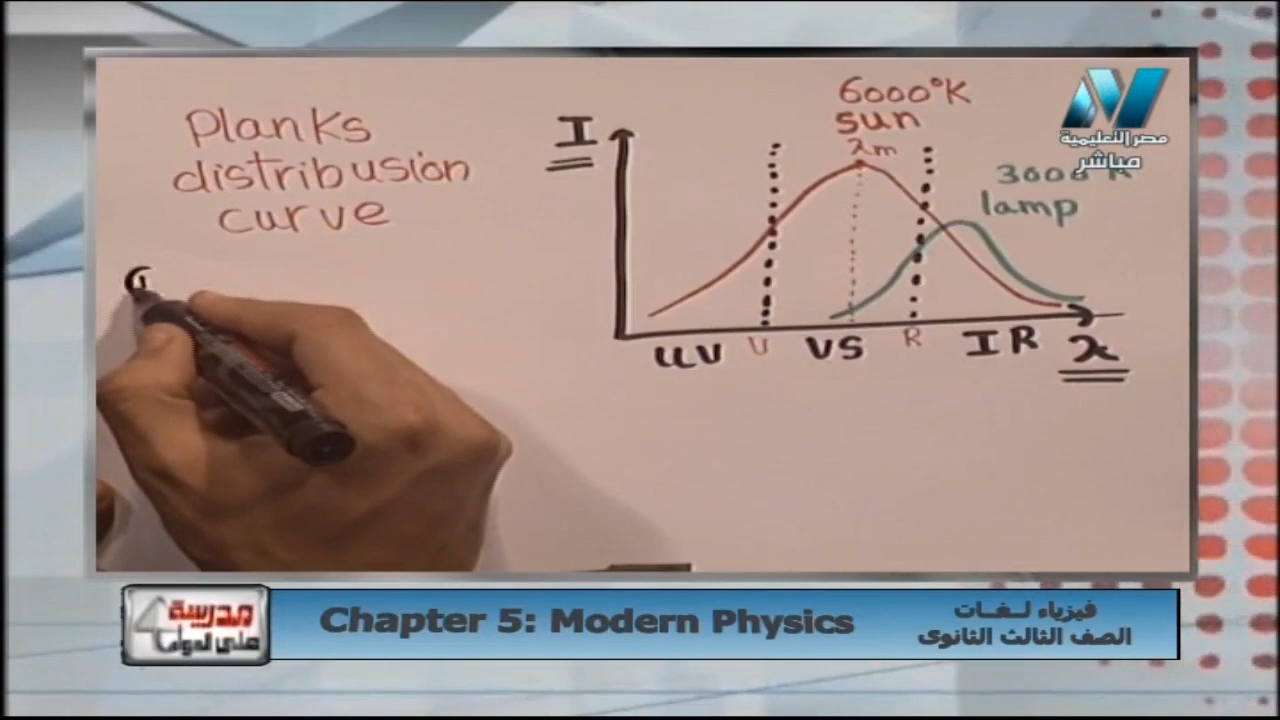 Planks
distribusion
curve
6000°K
sun
λm
I
3000°K
lamp
UV
U
VS
R
IR
λ
مصر التعليمية
مباشر
مدرسة
على الهوا
Chapter 5: Modern Physics
فيزياء لغات
الصف الثالث الثانوى